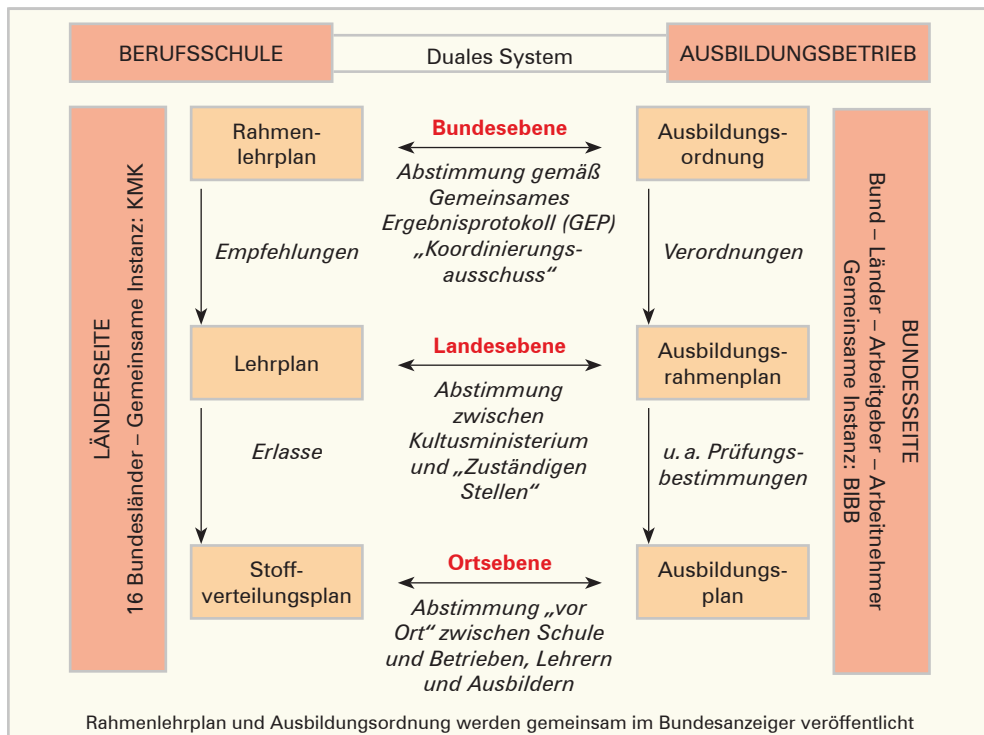 BERUFSSCHULE
Duales System
AUSBILDUNGSBETRIEB
LÄNDERSEITE
16 Bundesländer – Gemeinsame Instanz: KMK
Rahmen-
lehrplan
Bundesebene
Abstimmung gemäß
Gemeinsames
Ergebnisprotokoll (GEP)
„Koordinierungs-
ausschuss“
Ausbildungs-
ordnung
Empfehlungen
Verordnungen
Lehrplan
Landesebene
Abstimmung
zwischen
Kultusministerium
und „Zuständigen
Stellen“
Ausbildungs-
rahmenplan
Erlasse
u. a. Prüfungs-
bestimmungen
Stoff-
verteilungsplan
Ortsebene
Abstimmung „vor
Ort“ zwischen Schule
und Betrieben, Lehrern
und Ausbildern
Ausbildungs-
plan
BUNDESSEITE
Bund – Länder – Arbeitgeber – Arbeitnehmer
Gemeinsame Instanz: BIBB
Rahmenlehrplan und Ausbildungsordnung werden gemeinsam im Bundesanzeiger veröffentlicht